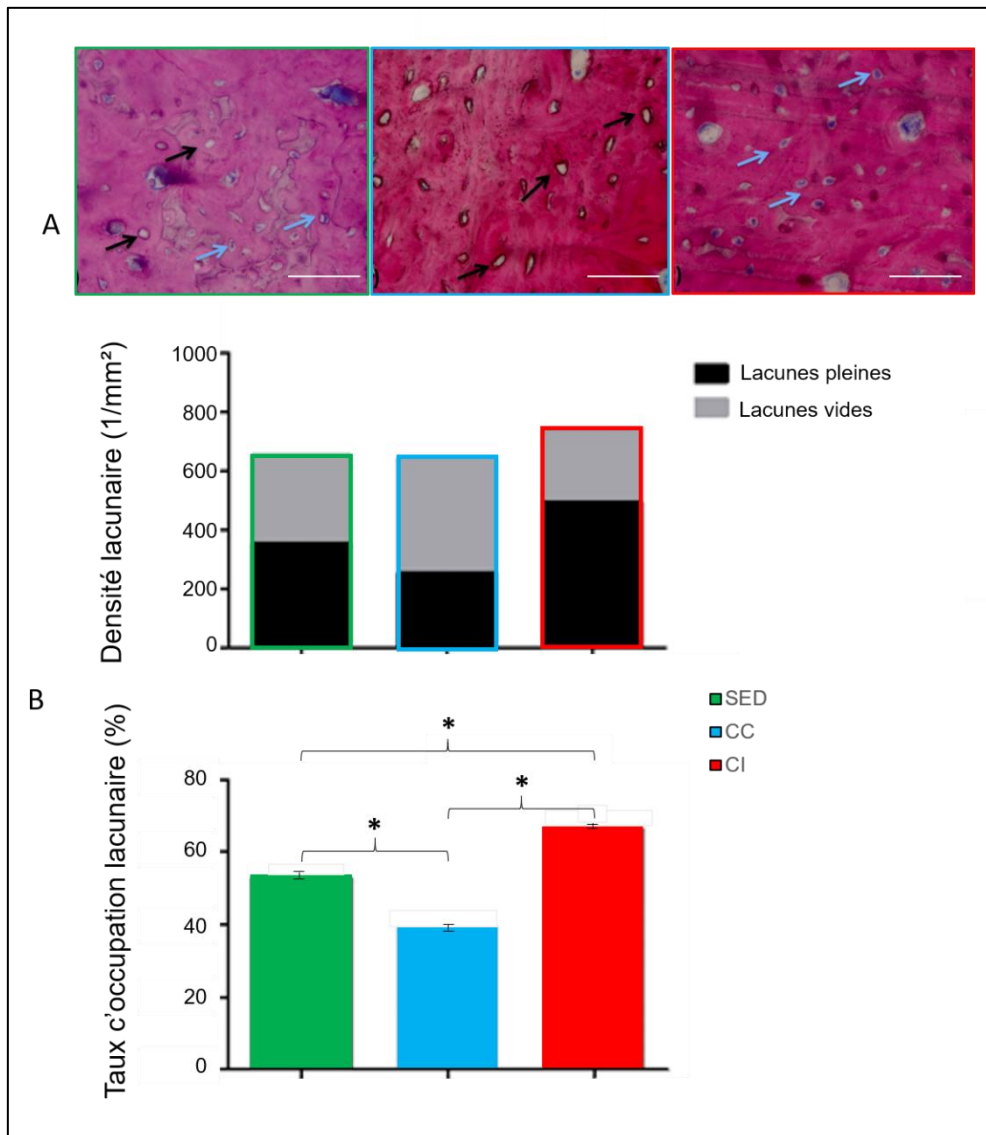 A
Densité lacunaire (1/mm²)
1000
800
600
400
200
0
Lacunes pleines
Lacunes vides
B
Taux c’occupation lacunaire (%)
80
60
40
20
0
*
*
*
SED
CC
CI